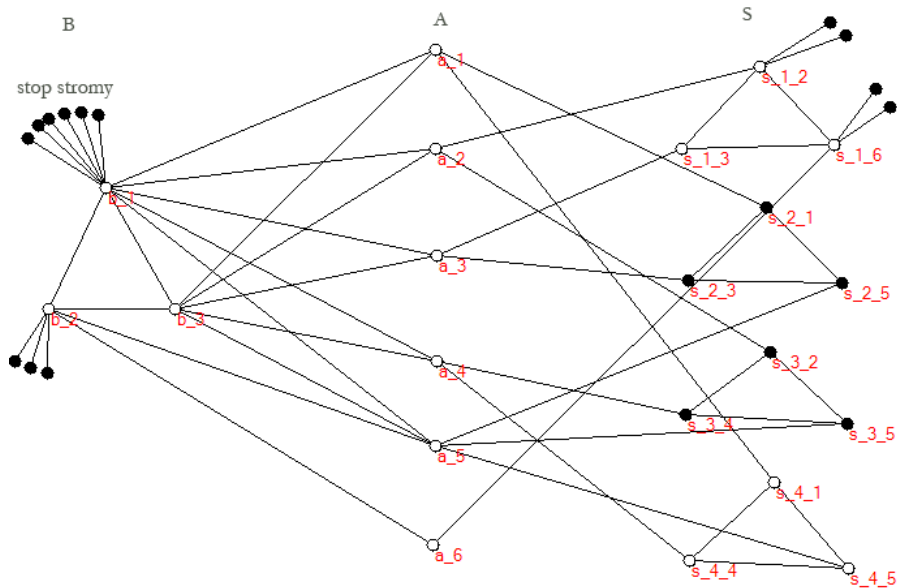 B
A
S
stop stromy
a_1
s_1_2
a_2
s_1_3
s_1_6
b_1
s_2_1
a_3
s_2_3
s_2_5
b_2
b_3
s_3_2
a_4
s_3_4
s_3_5
a_5
s_4_1
a_6
s_4_4
s_4_5